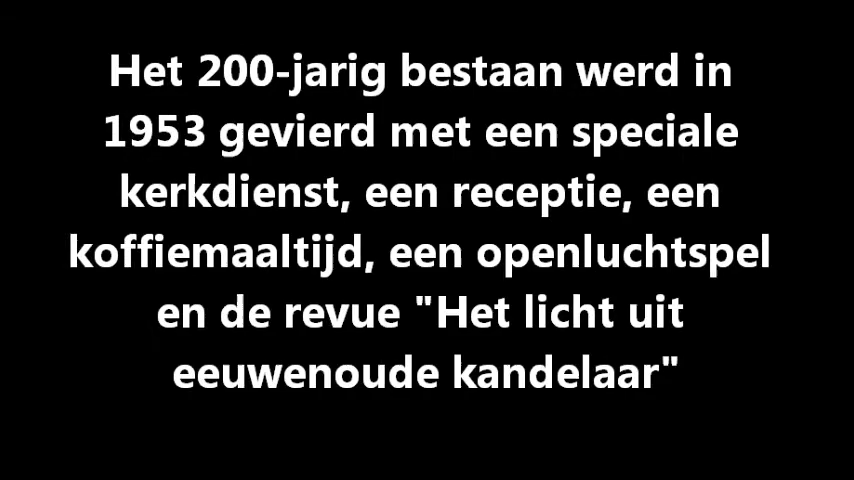 Het 200-jarig bestaan werd in
1953 gevierd met een speciale
kerkdienst, een receptie, een
koffiemaaltijd, een openluchtspel
en de revue "Het licht uit
eeuwenoude kandelaar"